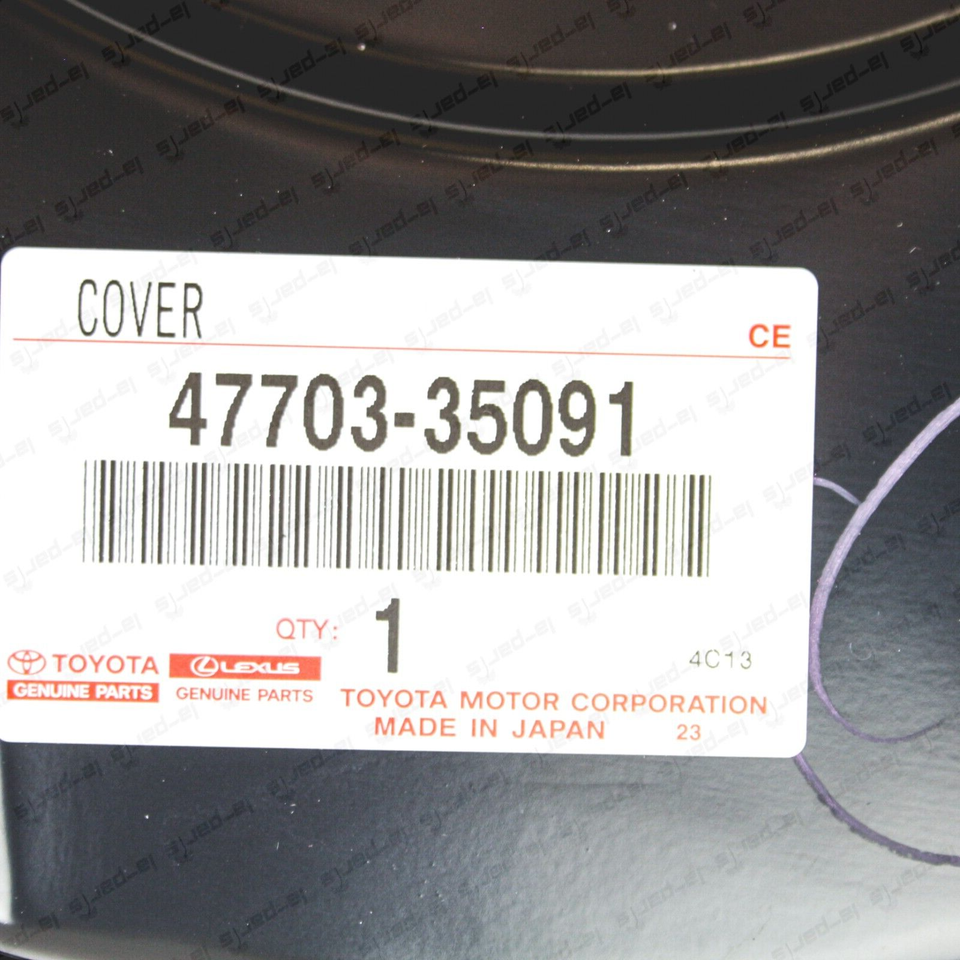 COVER
CE
47703-35091
QTY: 1
4C13
TOYOTA
GENUINE PARTS
LEXUS
GENUINE PARTS
TOYOTA MOTOR CORPORATION
MADE IN JAPAN 23